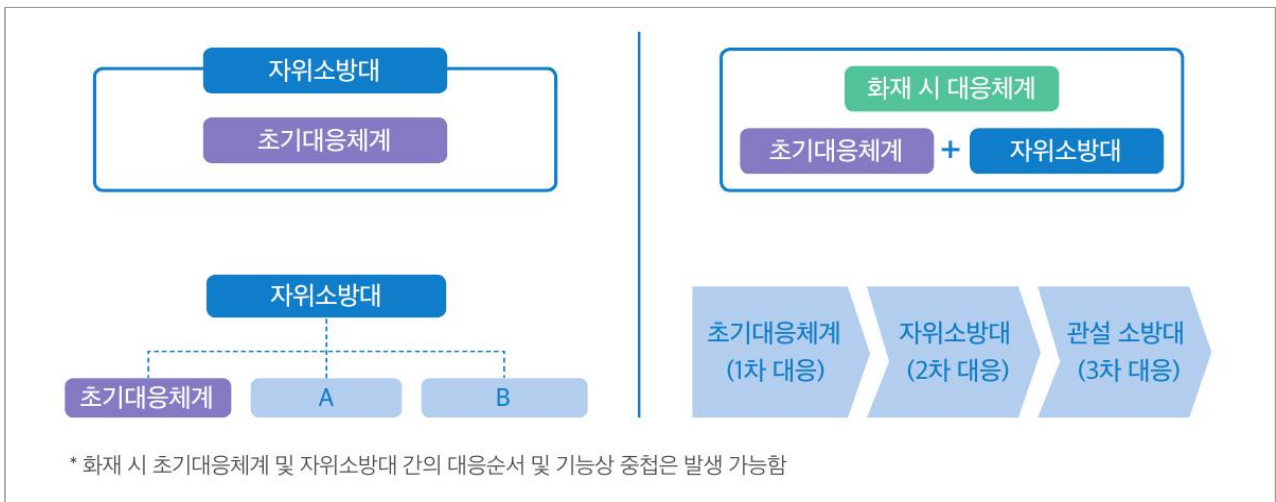 자위소방대
초기대응체계
자위소방대
초기대응체계
A
B
화재 시 대응체계
초기대응체계 + 자위소방대
초기대응체계
(1차 대응)
자위소방대
(2차 대응)
관설 소방대
(3차 대응)
* 화재 시 초기대응체계 및 자위소방대 간의 대응순서 및 기능상 중첩은 발생 가능함